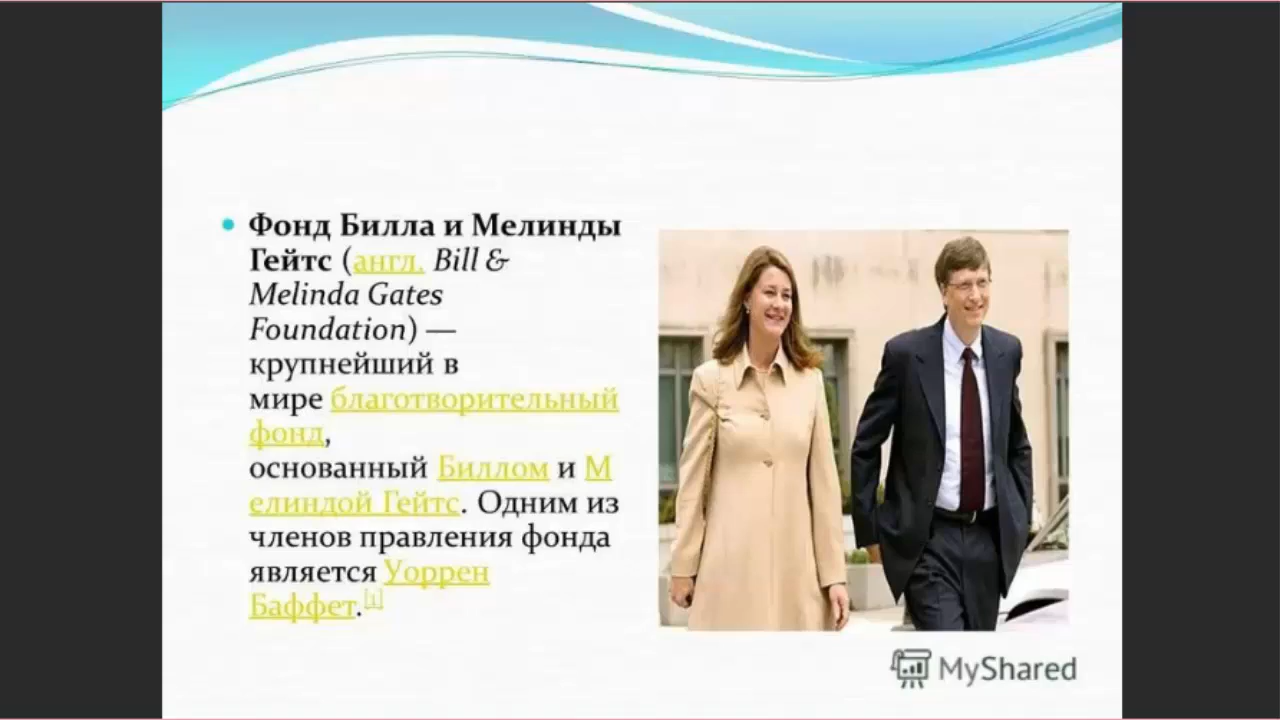 Фонд Билла и Мелинды
Гейтс (англ. Bill &
Melinda Gates
Foundation) —
крупнейший в
мире благотворительный
фонд,
основанный Биллом и М
елиндой Гейтс. Одним из
членов правления фонда
является Уоррен
Баффет.[1]
MyShared